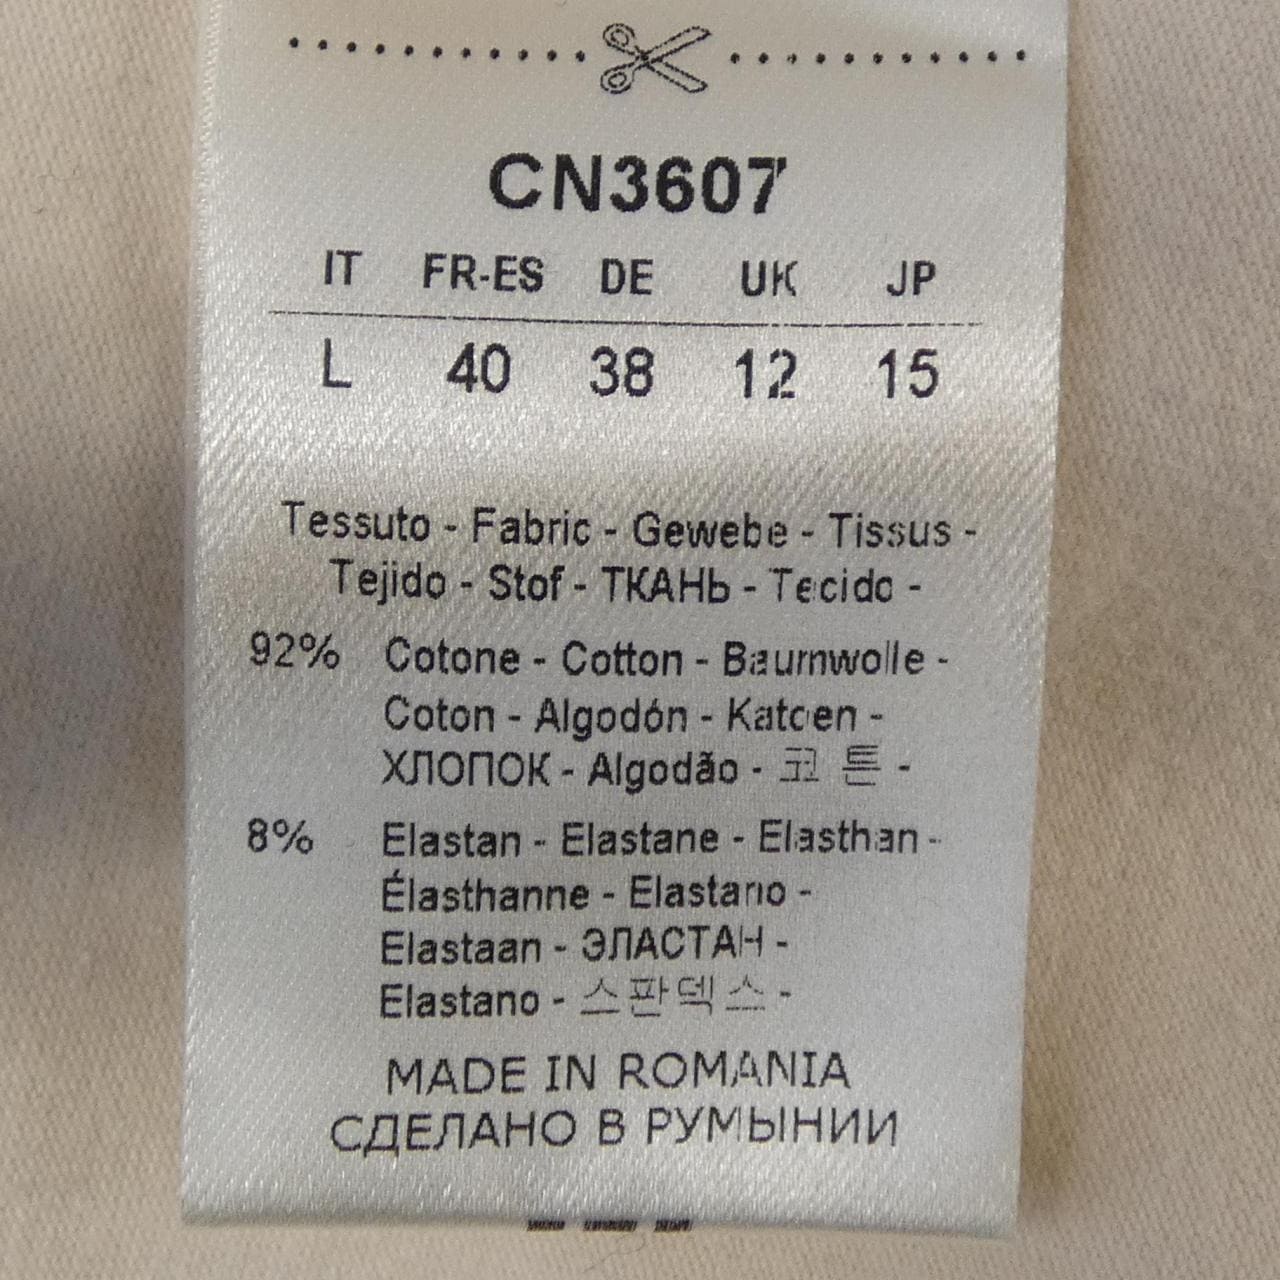 CN3607
IT FR-ES DE UK JP
L 40 38 12 15
Tessuto - Fabric - Gewebe - Tissus -
Tejido - Stof - ТКАНЬ - Tecido -
92% Cotone - Cotton - Baumwolle -
Coton - Algodón - Katoen -
ХЛОПОК - Algodão - 코튼 -
8% Elastan - Elastane - Elasthan -
Élasthanne - Elastano -
Elastaan - ЭЛАСТАН -
Elastano - 스판덱스 -
MADE IN ROMANIA
СДЕЛАНО В РУМЫНИИ